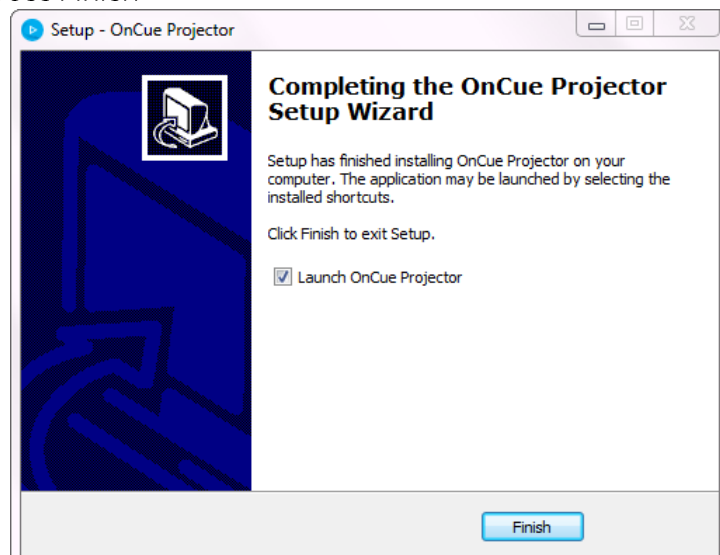 Setup - OnCue Projector
Completing the OnCue Projector
Setup Wizard
Setup has finished installing OnCue Projector on your
computer. The application may be launched by selecting the
installed shortcuts.
Click Finish to exit Setup.
Launch OnCue Projector
Finish